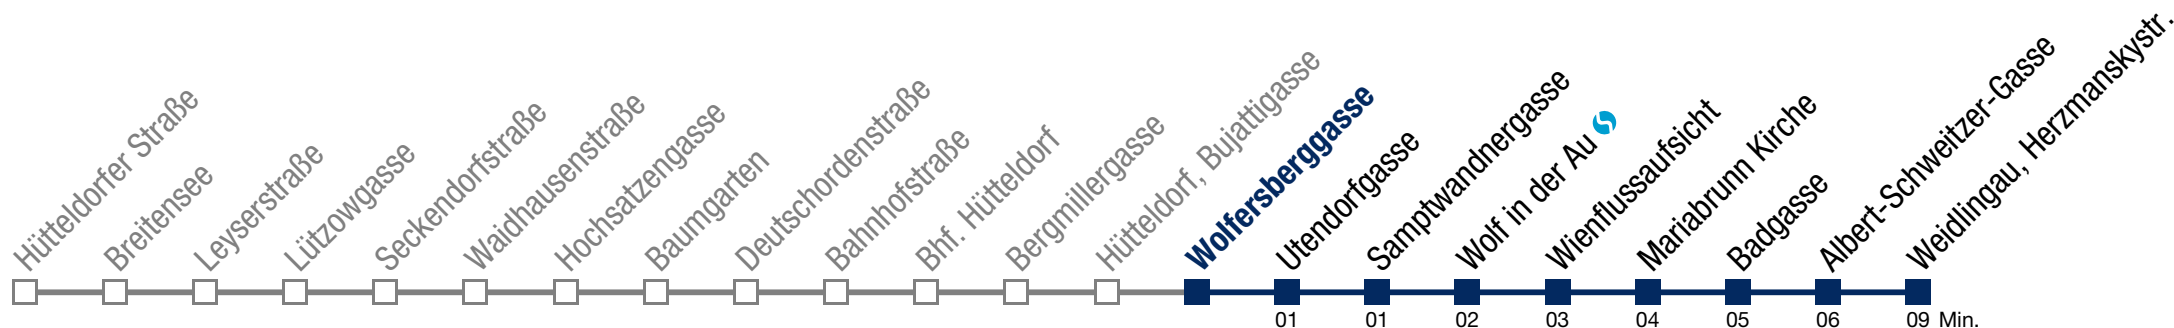 Hütteldorfer Straße
Breitensee
Leyserstraße
Lützowgasse
Seckendorfstraße
Waidhausenstraße
Hochsatzengasse
Baumgarten
Deutschordenstraße
Bahnhofstraße
Bhf. Hütteldorf
Bergmillergasse
Hütteldorf, Bujattigasse
Wolfersberggasse
Utendorfgasse
Samptwandnergasse
Wolf in der Au
Wienflussaufsicht
Mariabrunn Kirche
Badgasse
Albert-Schweitzer-Gasse
Weidlingau, Herzmanskystr.
01 01 02 03 04 05 06 09 Min.